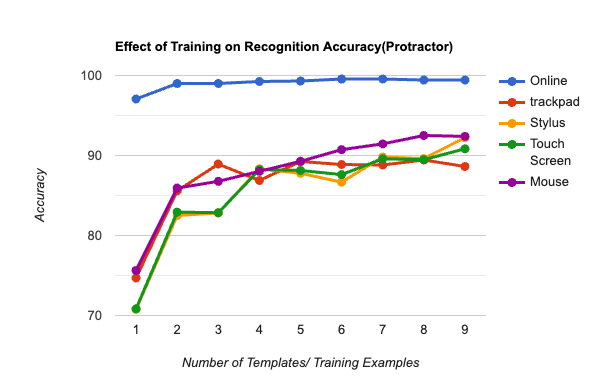 Effect of Training on Recognition Accuracy(Protractor)
100
90
80
70
Accuracy
1 2 3 4 5 6 7 8 9
Number of Templates/ Training Examples
Online
trackpad
Stylus
Touch
Screen
Mouse